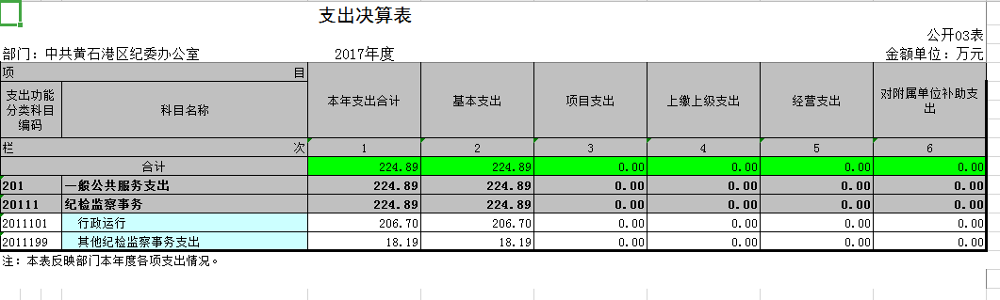 支出决算表
公开03表
部门：中共黄石港区纪委办公室 2017年度 金额单位：万元
项 目 本年支出合计 基本支出 项目支出 上缴上级支出 经营支出 对附属单位补助支出
支出功能分类科目编码 科目名称
栏 次 1 2 3 4 5 6
合计 224.89 224.89 0.00 0.00 0.00 0.00
201 一般公共服务支出 224.89 224.89 0.00 0.00 0.00 0.00
20111 纪检监察事务 224.89 224.89 0.00 0.00 0.00 0.00
2011101 行政运行 206.70 206.70 0.00 0.00 0.00 0.00
2011199 其他纪检监察事务支出 18.19 18.19 0.00 0.00 0.00 0.00
注：本表反映部门本年度各项支出情况。